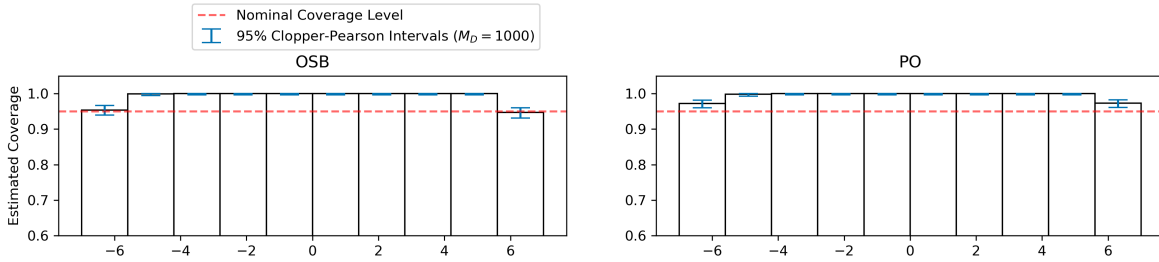 Nominal Coverage Level
95% Clopper-Pearson Intervals ($M_D = 1000$)
OSB
PO
Estimated Coverage
1.0
0.9
0.8
0.7
0.6
−6 −4 −2 0 2 4 6
1.0
0.9
0.8
0.7
0.6
−6 −4 −2 0 2 4 6